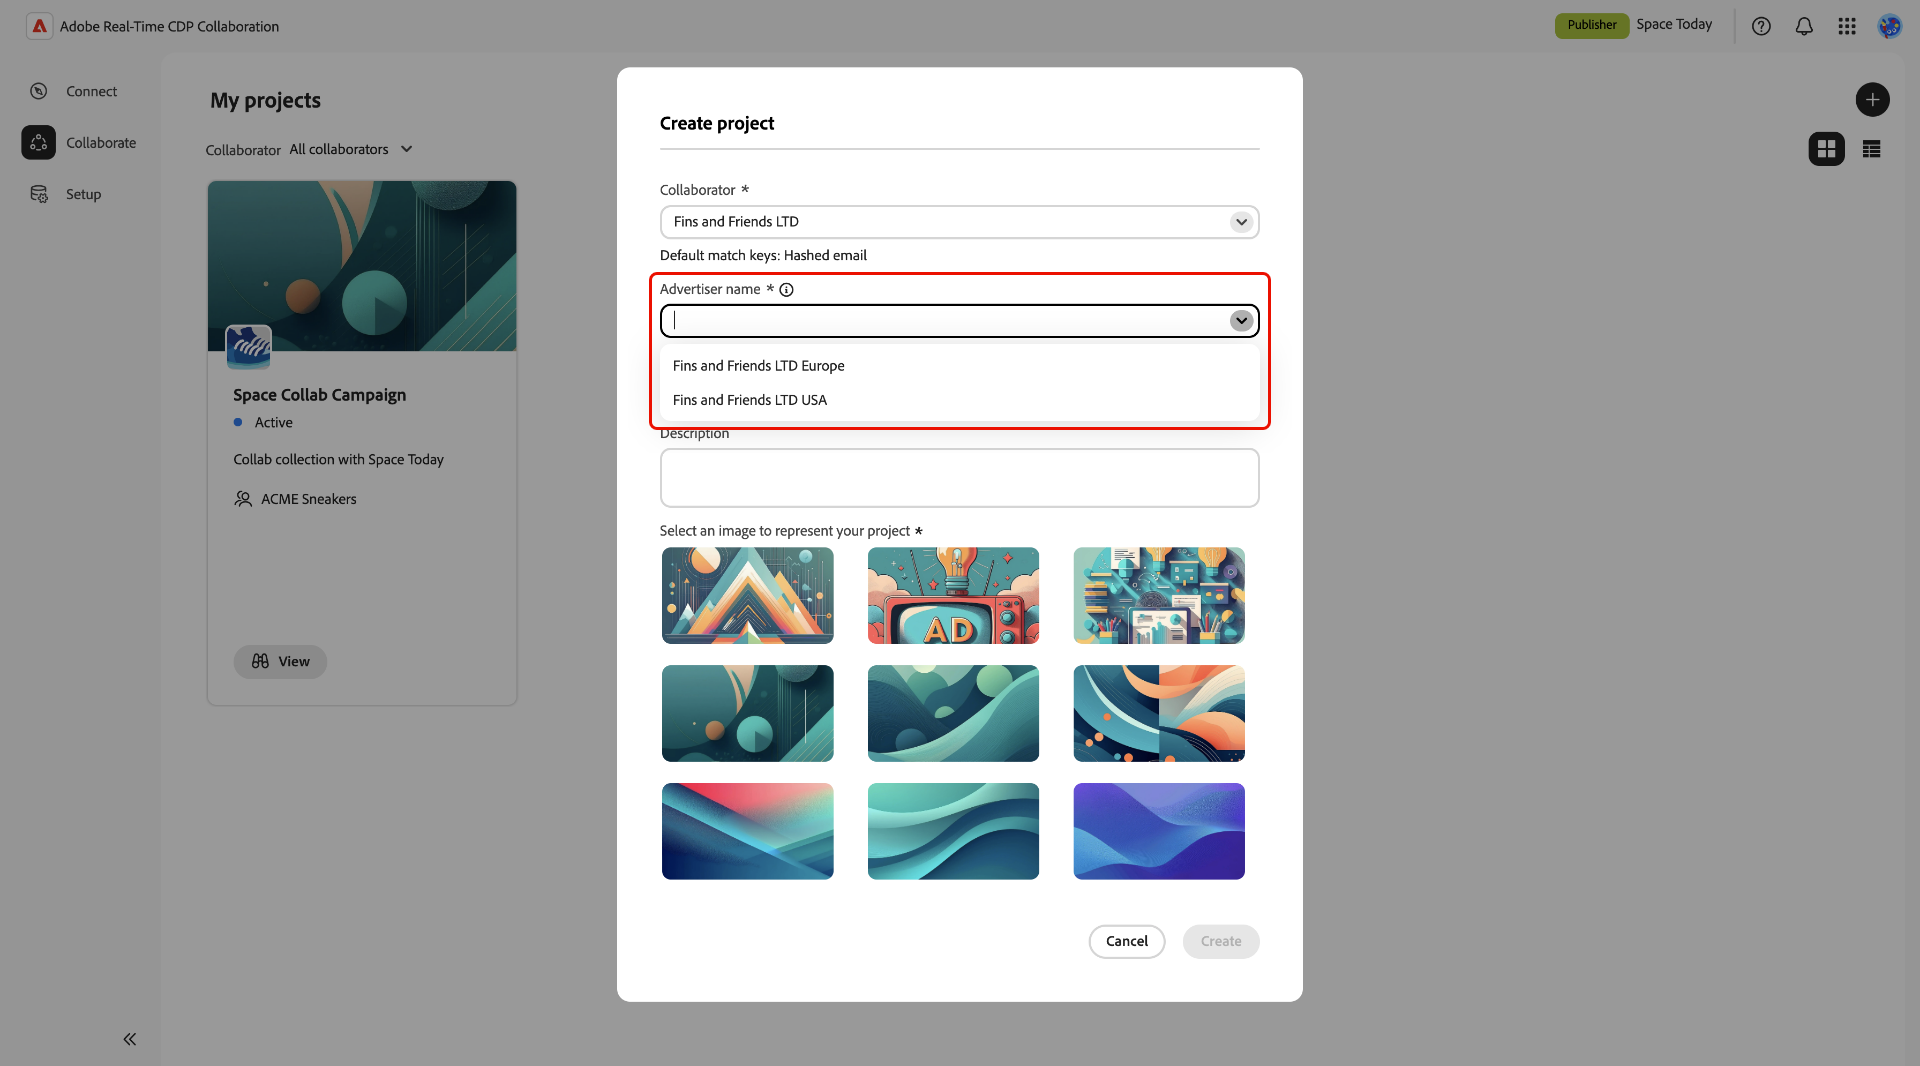 Adobe Real-Time CDP Collaboration
Publisher
Space Today
Connect
Collaborate
Setup
My projects
Collaborator All collaborators
Space Collab Campaign
Active
Collab collection with Space Today
ACME Sneakers
View
Create project
Collaborator *
Fins and Friends LTD
Default match keys: Hashed email
Advertiser name *
Fins and Friends LTD Europe
Fins and Friends LTD USA
Description
Select an image to represent your project *
AD
Cancel
Create